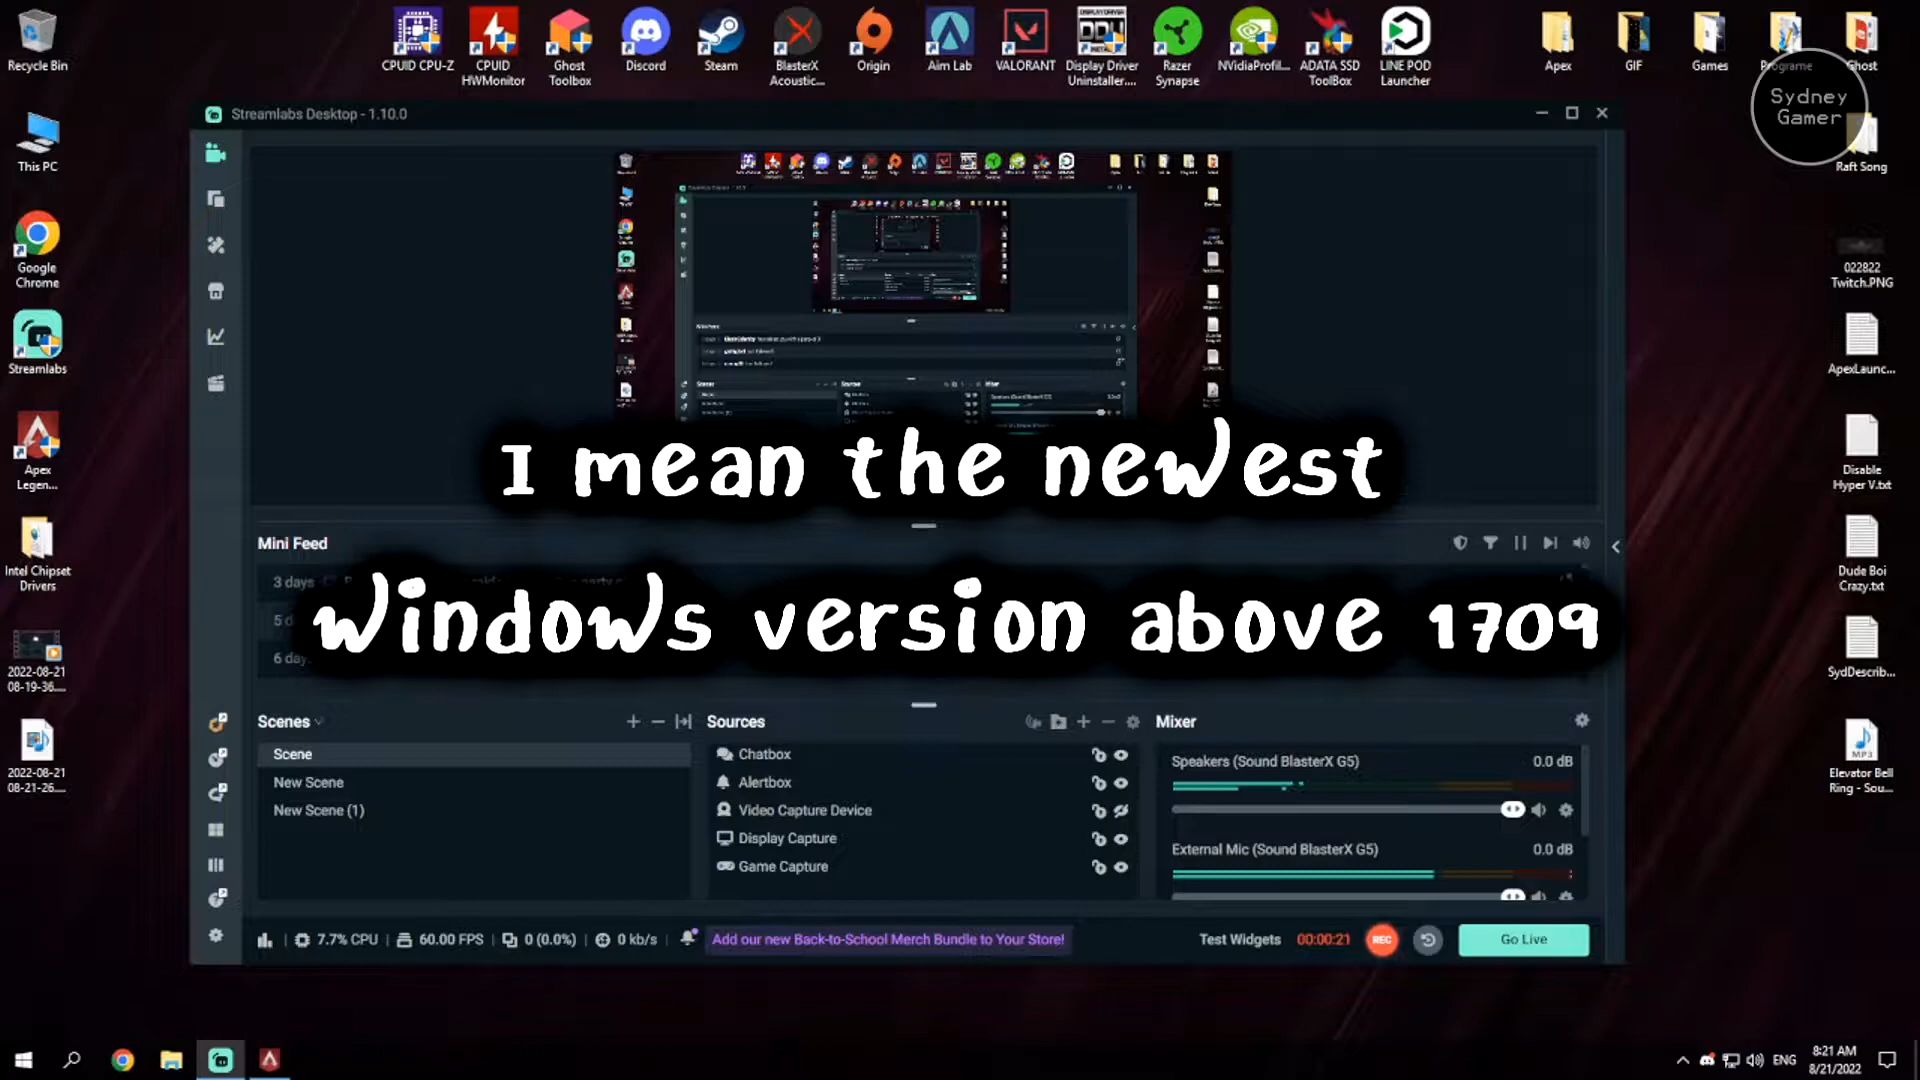 Recycle Bin
CPUID CPU-Z
CPUID
HWMonitor
Ghost
Toolbox
Discord
Steam
BlasterX
Acoustic...
Origin
Aim Lab
VALORANT
Display Driver
Uninstaller....
Razer
Synapse
NVidiaProfil...
ADATA SSD
ToolBox
LINE POD
Launcher
Apex
GIF
Games
Programe
Ghost
Sydney
Gamer
Streamlabs Desktop - 1.10.0
This PC
Raft Song
Google
Chrome
022822
Twitch.PNG
Streamlabs
ApexLaunc...
I mean the newest
Windows version above 1709
Apex
Legen...
Disable
Hyper V.txt
Mini Feed
3 days
5 d
6 day
Intel Chipset
Drivers
Dude Boi
Crazy.txt
2022-08-21
08-19-36....
SydDescrib...
Scenes
Sources
Mixer
Scene
New Scene
New Scene (1)
Chatbox
Alertbox
Video Capture Device
Display Capture
Game Capture
Speakers (Sound BlasterX G5)
0.0 dB
External Mic (Sound BlasterX G5)
0.0 dB
2022-08-21
08-21-26....
MP3
Elevator Bell
Ring - Sou...
7.7% CPU
60.00 FPS
0 (0.0%)
0 kb/s
Add our new Back-to-School Merch Bundle to Your Store!
Test Widgets
00:00:21
REC
Go Live
ENG
8:21 AM
8/21/2022